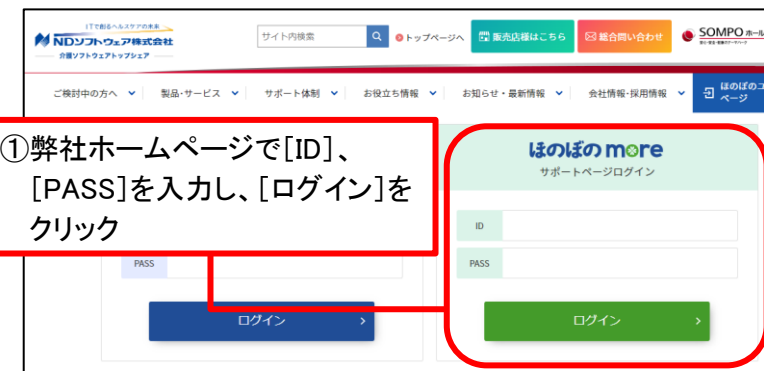 ITで創るヘルスケアの未来
NDソフトウェア株式会社
介護ソフトウェアトップシェア
サイト内検索
トップページへ
販売店様はこちら
総合問い合わせ
SOMPO ホール
ご検討中の方へ
製品・サービス
サポート体制
お役立ち情報
お知らせ・最新情報
会社情報・採用情報
ほのぼのユ
ページ
①弊社ホームページで[ID]、
[PASS]を入力し、[ログイン]を
クリック
PASS
ログイン
ほのぼの more
サポートページログイン
ID
PASS
ログイン